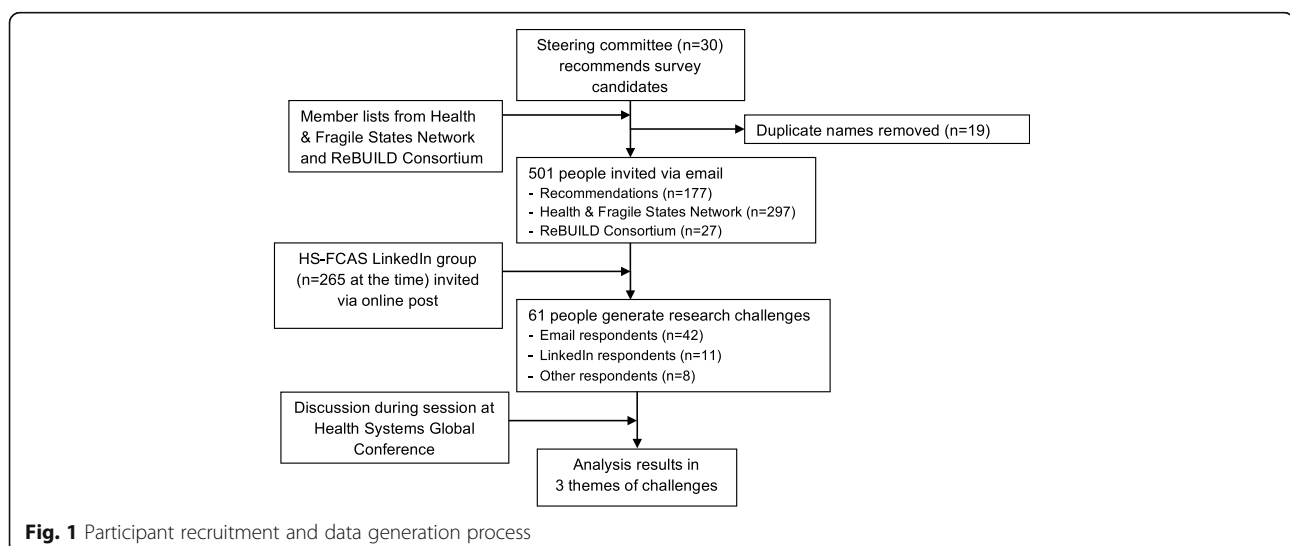 Steering committee (n=30)
recommends survey
candidates
Member lists from Health
& Fragile States Network
and ReBUILD Consortium
Duplicate names removed (n=19)
501 people invited via email
- Recommendations (n=177)
- Health & Fragile States Network (n=297)
- ReBUILD Consortium (n=27)
HS-FCAS LinkedIn group
(n=265 at the time) invited
via online post
61 people generate research challenges
- Email respondents (n=42)
- LinkedIn respondents (n=11)
- Other respondents (n=8)
Discussion during session at
Health Systems Global
Conference
Analysis results in
3 themes of challenges
Fig. 1 Participant recruitment and data generation process